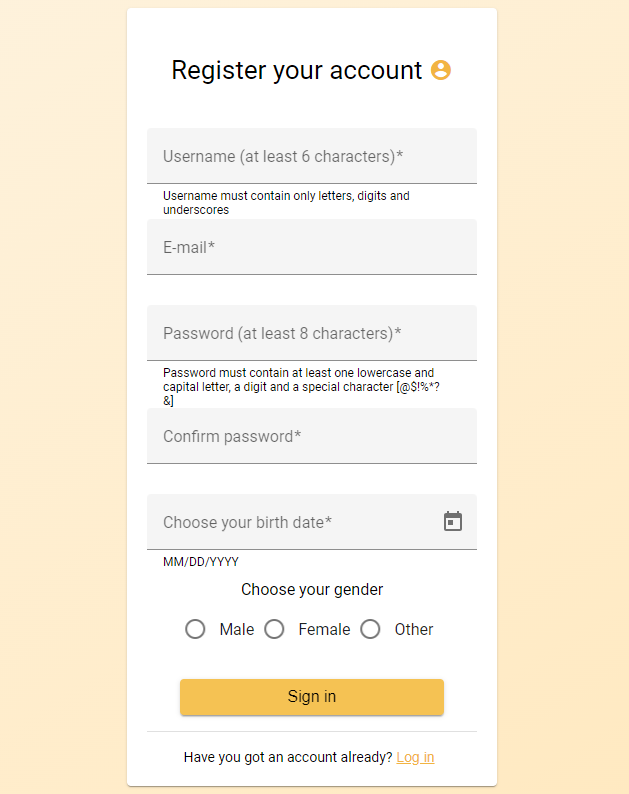 Register your account
Username (at least 6 characters)*
Username must contain only letters, digits and
underscores
E-mail*
Password (at least 8 characters)*
Password must contain at least one lowercase and
capital letter, a digit and a special character [@$!%*?
&]
Confirm password*
Choose your birth date*
MM/DD/YYYY
Choose your gender
Male Female Other
Sign in
Have you got an account already? Log in